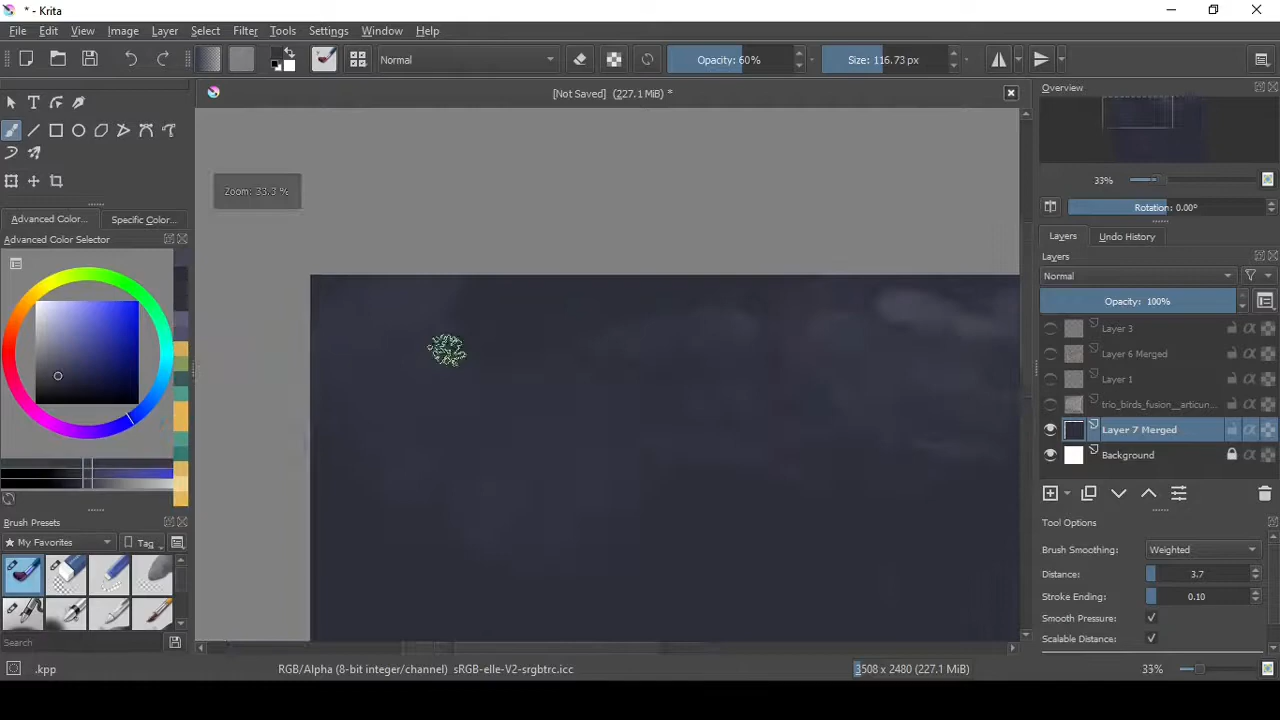 * - Krita
File Edit View Image Layer Select Filter Tools Settings Window Help
Normal Opacity: 60% Size: 116.73 px
[Not Saved] (227.1 MiB) *
Overview
Zoom: 33.3 %
33%
Rotation: 0.00°
Advanced Color... Specific Color...
Layers Undo History
Advanced Color Selector
Layers
Normal
Opacity: 100%
Layer 3
Layer 6 Merged
Layer 1
trio_birds_fusion__articun...
Layer 7 Merged
Background
Brush Presets
Tool Options
My Favorites Tag
Brush Smoothing: Weighted
Distance: 3.7
Stroke Ending: 0.10
Smooth Pressure:
Scalable Distance:
Search
.kpp RGB/Alpha (8-bit integer/channel) sRGB-elle-V2-srgbtrc.icc 3508 x 2480 (227.1 MiB) 33%